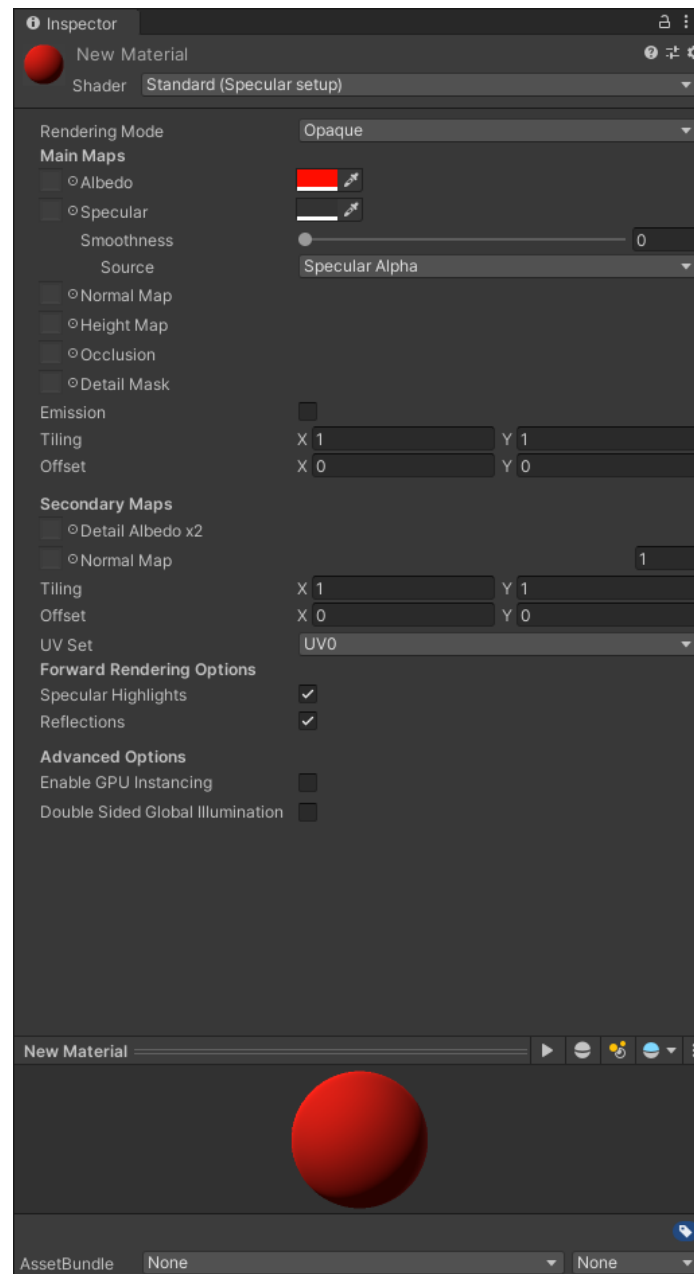 Inspector
New Material
Shader Standard (Specular setup)
Rendering Mode Opaque
Main Maps
Albedo
Specular
Smoothness 0
Source Specular Alpha
Normal Map
Height Map
Occlusion
Detail Mask
Emission
Tiling X 1 Y 1
Offset X 0 Y 0
Secondary Maps
Detail Albedo x2
Normal Map 1
Tiling X 1 Y 1
Offset X 0 Y 0
UV Set UV0
Forward Rendering Options
Specular Highlights
Reflections
Advanced Options
Enable GPU Instancing
Double Sided Global Illumination
New Material
AssetBundle None None